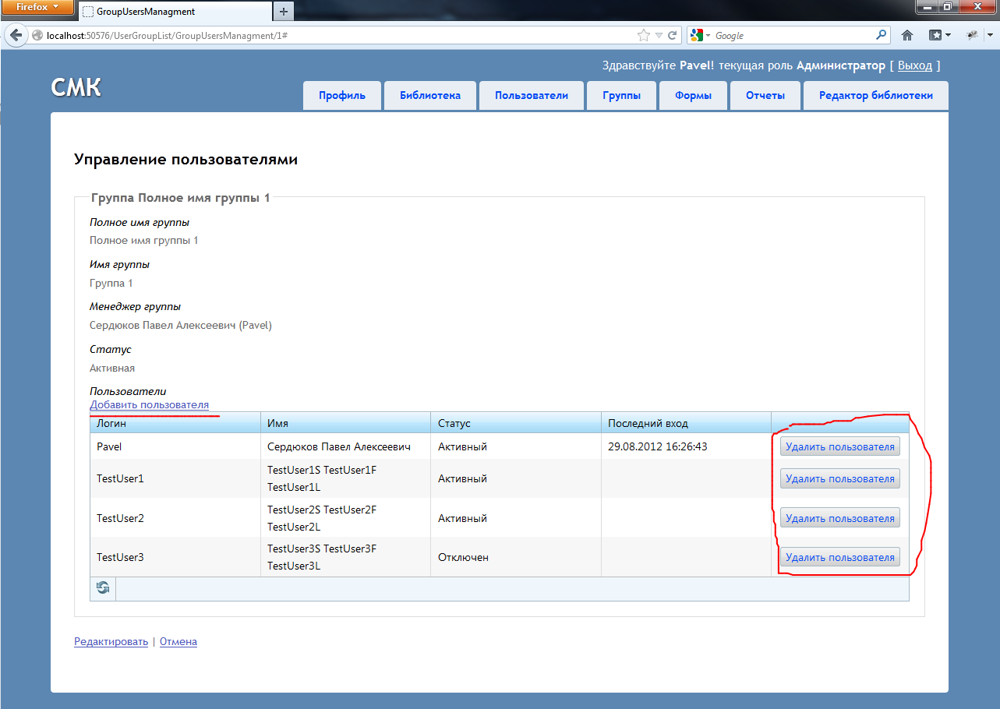 Firefox
GroupUsersManagment
localhost:50576/UserGroupList/GroupUsersManagment/1#
Google
Здравствуйте Pavel! текущая роль Администратор [ Выход ]
СМК
Профиль
Библиотека
Пользователи
Группы
Формы
Отчеты
Редактор библиотеки
Управление пользователями
Группа Полное имя группы 1
Полное имя группы
Полное имя группы 1
Имя группы
Группа 1
Менеджер группы
Сердюков Павел Алексеевич (Pavel)
Статус
Активная
Пользователи
Добавить пользователя
Логин Имя Статус Последний вход
Pavel Сердюков Павел Алексеевич Активный 29.08.2012 16:26:43 Удалить пользователя
TestUser1 TestUser1S TestUser1F Активный Удалить пользователя
TestUser1L
TestUser2 TestUser2S TestUser2F Активный Удалить пользователя
TestUser2L
TestUser3 TestUser3S TestUser3F Отключен Удалить пользователя
TestUser3L
Редактировать | Отмена